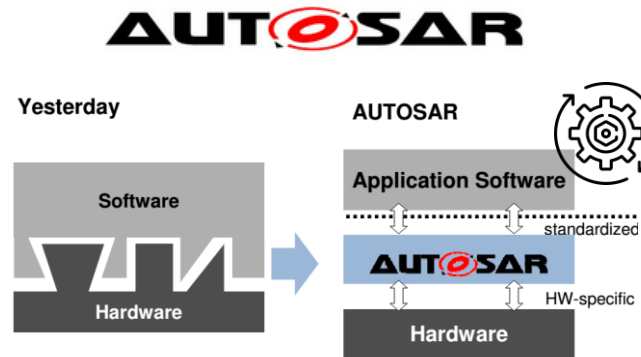 AUTOSAR
Yesterday
AUTOSAR
Software
Hardware
Application Software
standardized
AUTOSAR
HW-specific
Hardware